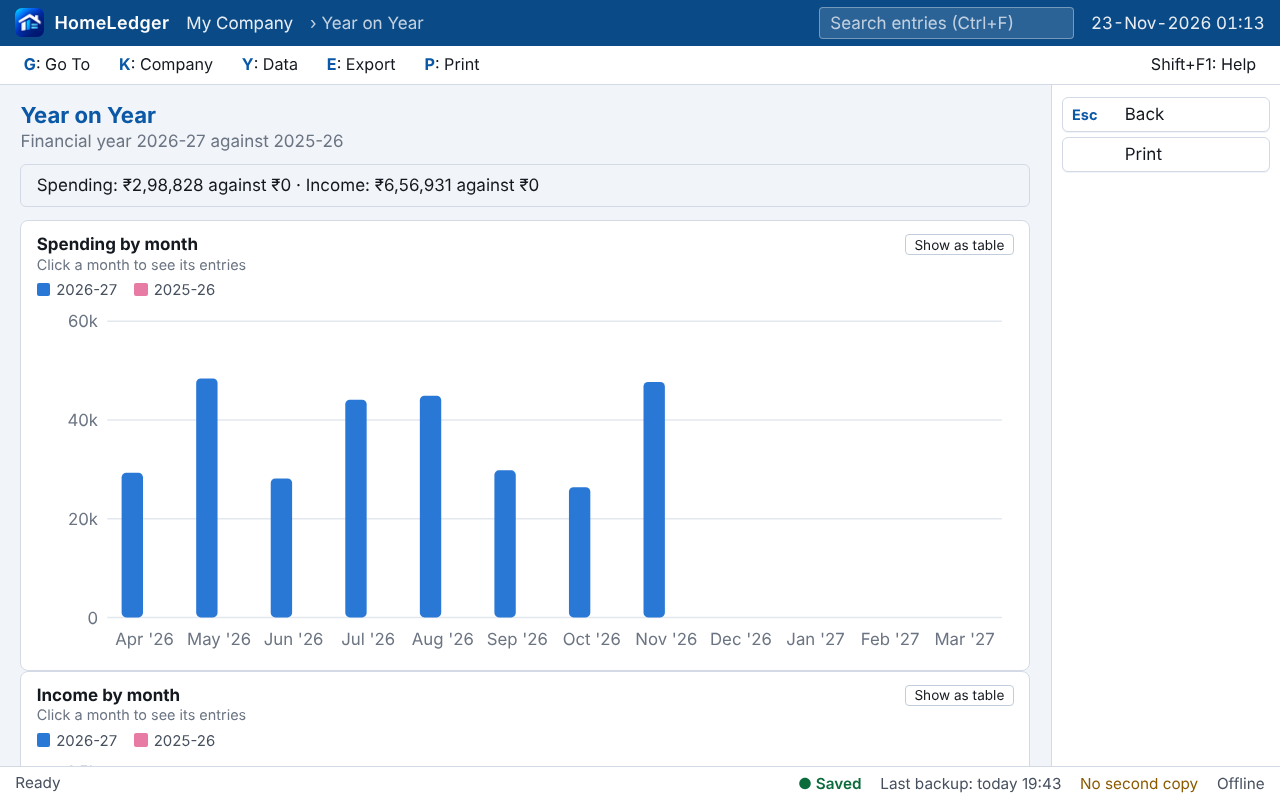 HomeLedger My Company › Year on Year Search entries (Ctrl+F) 23-Nov-2026 01:13
G: Go To K: Company Y: Data E: Export P: Print Shift+F1: Help
Year on Year
Financial year 2026-27 against 2025-26
Spending: ₹2,98,828 against ₹0 · Income: ₹6,56,931 against ₹0
Esc Back
Print
Spending by month Show as table
Click a month to see its entries
2026-27 2025-26
60k
40k
20k
0
Apr '26 May '26 Jun '26 Jul '26 Aug '26 Sep '26 Oct '26 Nov '26 Dec '26 Jan '27 Feb '27 Mar '27
Income by month Show as table
Click a month to see its entries
2026-27 2025-26
Ready Saved Last backup: today 19:43 No second copy Offline